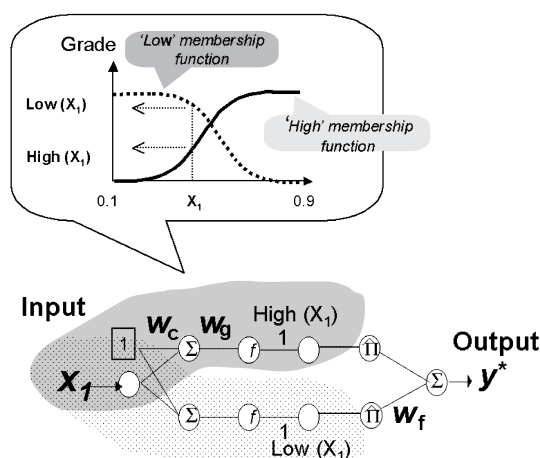 Grade
'Low' membership
function
Low (X₁)
High (X₁)
'High' membership
function
0.1
X₁
0.9
Input
1
Wc
Wg
High (X₁)
1
Output
Σ
f
Π̂
X₁
Σ
y*
Σ
f
1
Π̂
Wf
Low (X₁)